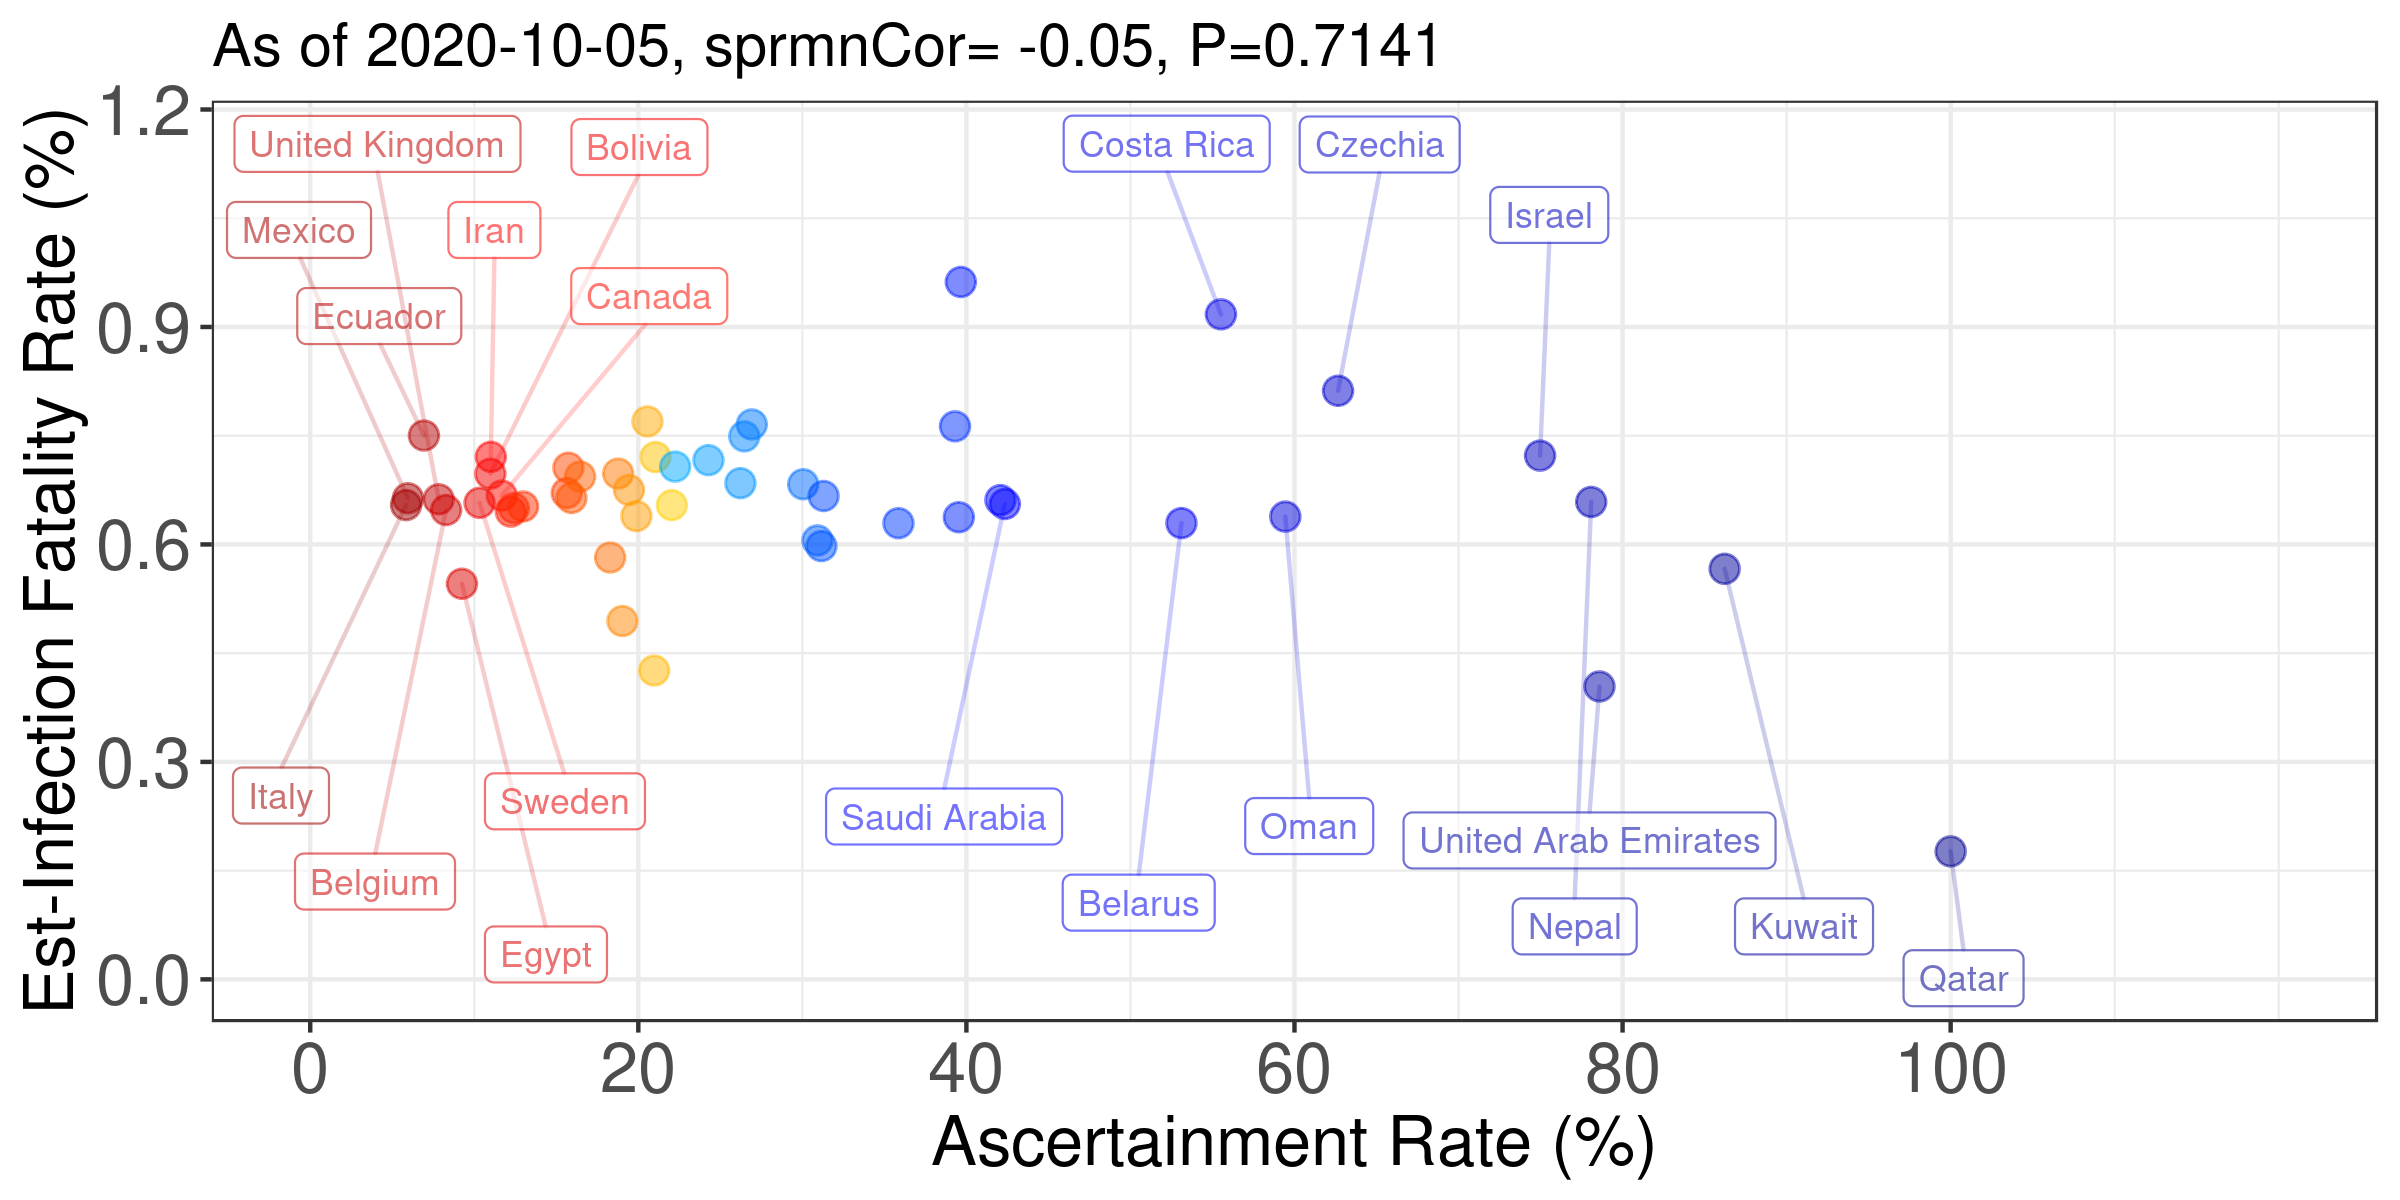 As of 2020-10-05, sprmnCor= -0.05, P=0.7141
Est-Infection Fatality Rate (%)
1.2
0.9
0.6
0.3
0.0
United Kingdom
Bolivia
Costa Rica
Czechia
Mexico
Iran
Israel
Ecuador
Canada
Italy
Sweden
Saudi Arabia
Oman
United Arab Emirates
Belgium
Belarus
Nepal
Kuwait
Egypt
Qatar
0
20
40
60
80
100
Ascertainment Rate (%)